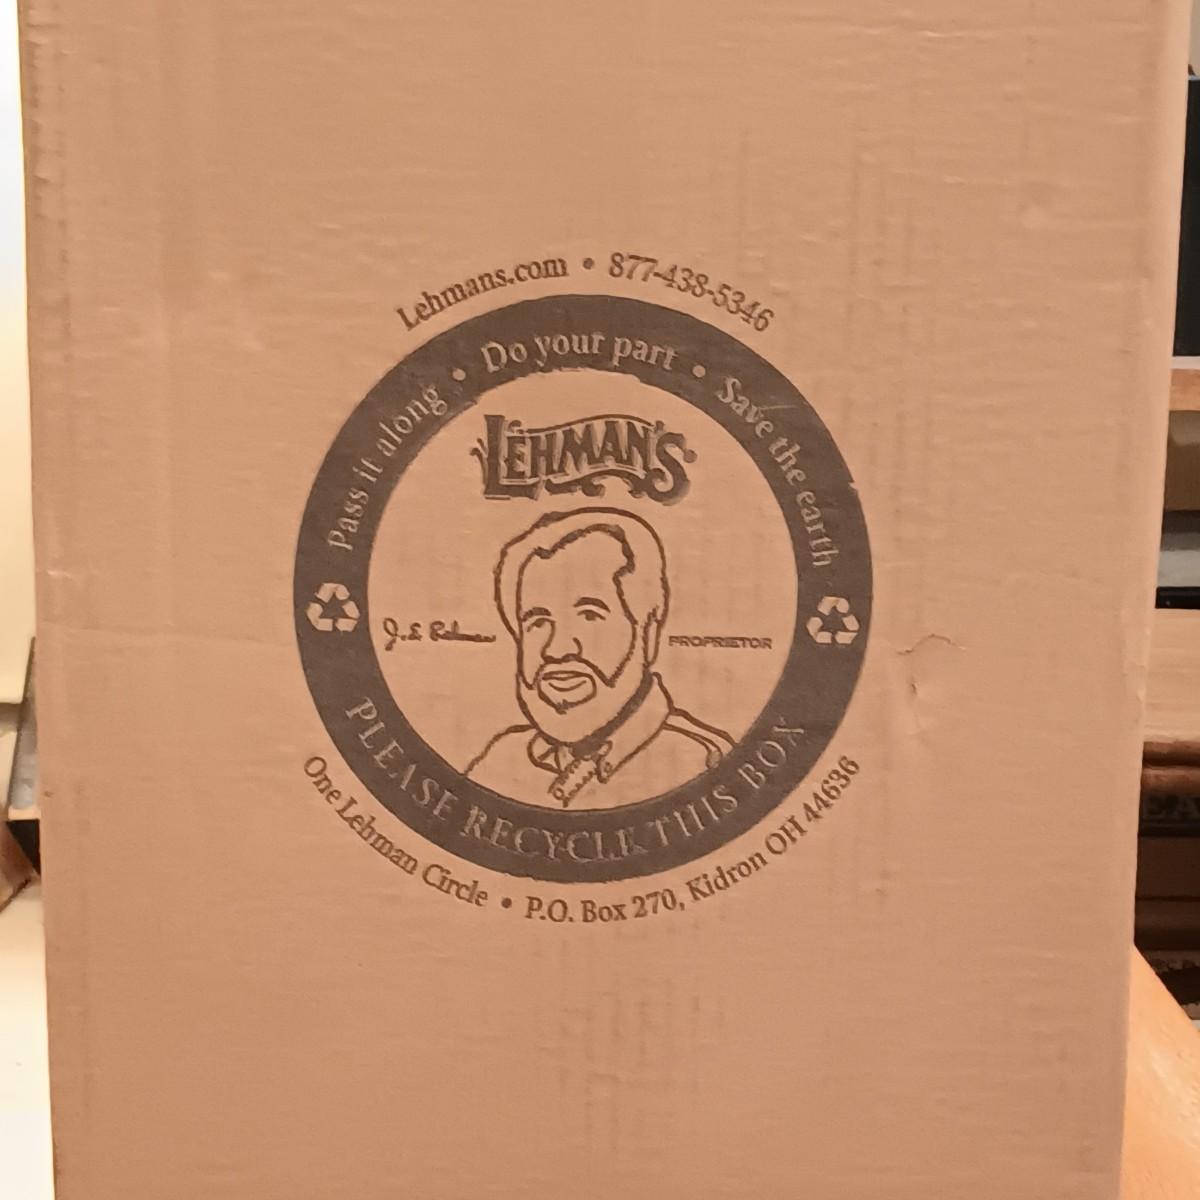 Lehmans.com • 877-438-5346
Pass it along • Do your part • Save the earth
LEHMAN'S
PROPRIETOR
PLEASE RECYCLE THIS BOX
One Lehman Circle • P.O. Box 270, Kidron OH 44636